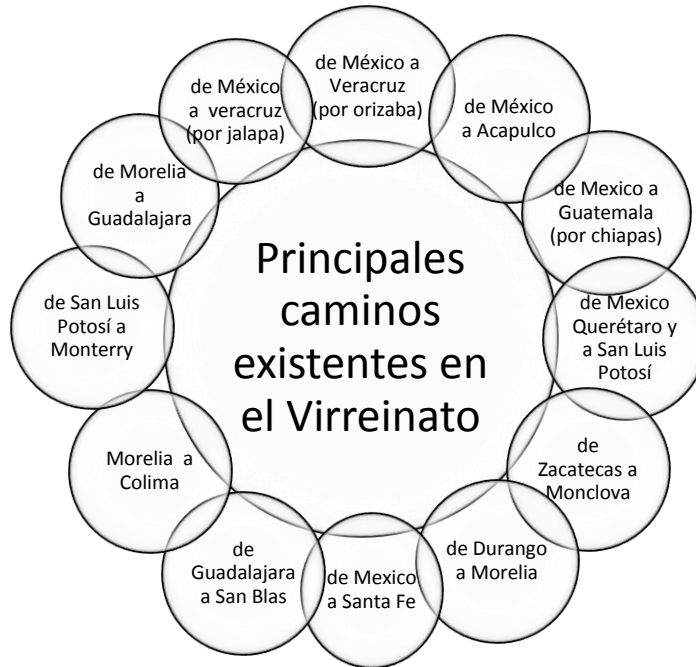 Principales
caminos
existentes en
el Virreinato
de México a
Veracruz
(por orizaba)
de México
a Acapulco
de Mexico a
Guatemala
(por chiapas)
de Mexico
Querétaro y
a San Luis
Potosí
de
Zacatecas a
Monclova
de Durango
a Morelia
de Mexico
a Santa Fe
de
Guadalajara
a San Blas
Morelia a
Colima
de San Luis
Potosí a
Monterry
de Morelia
a
Guadalajara
de México
a veracruz
(por jalapa)